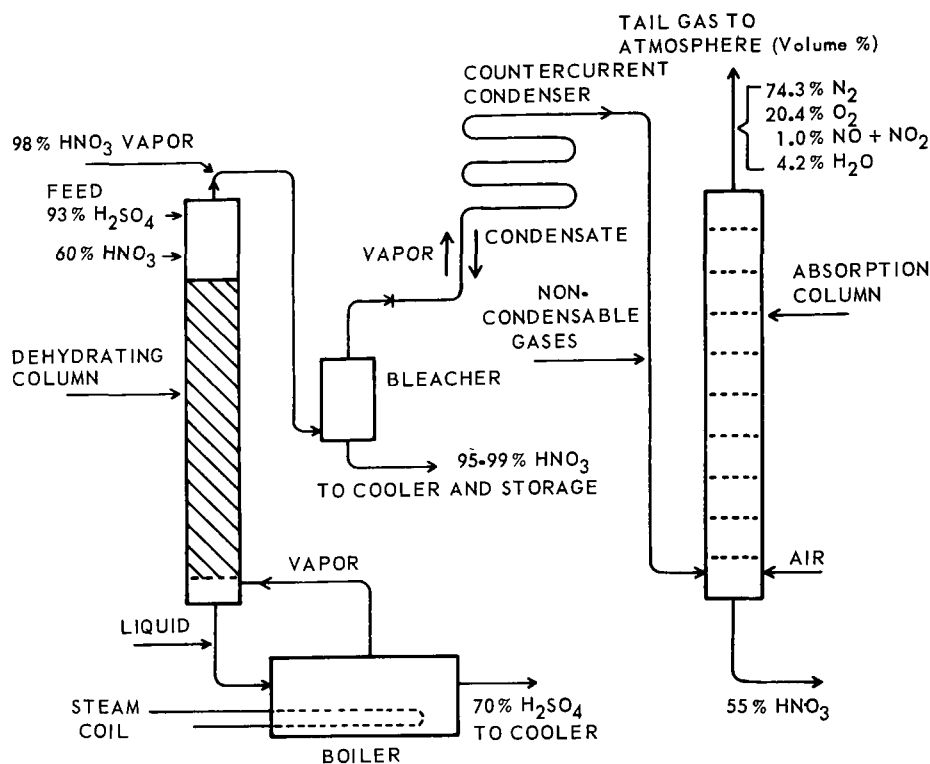 TAIL GAS TO
ATMOSPHERE (Volume %)
74.3% N₂
20.4% O₂
1.0% NO + NO₂
4.2% H₂O
COUNTERCURRENT
CONDENSER
98% HNO₃ VAPOR
FEED
93% H₂SO₄
60% HNO₃
VAPOR
CONDENSATE
NON-
CONDENSABLE
GASES
ABSORPTION
COLUMN
DEHYDRATING
COLUMN
BLEACHER
95-99% HNO₃
TO COOLER AND STORAGE
VAPOR
AIR
LIQUID
STEAM
COIL
BOILER
70% H₂SO₄
TO COOLER
55% HNO₃